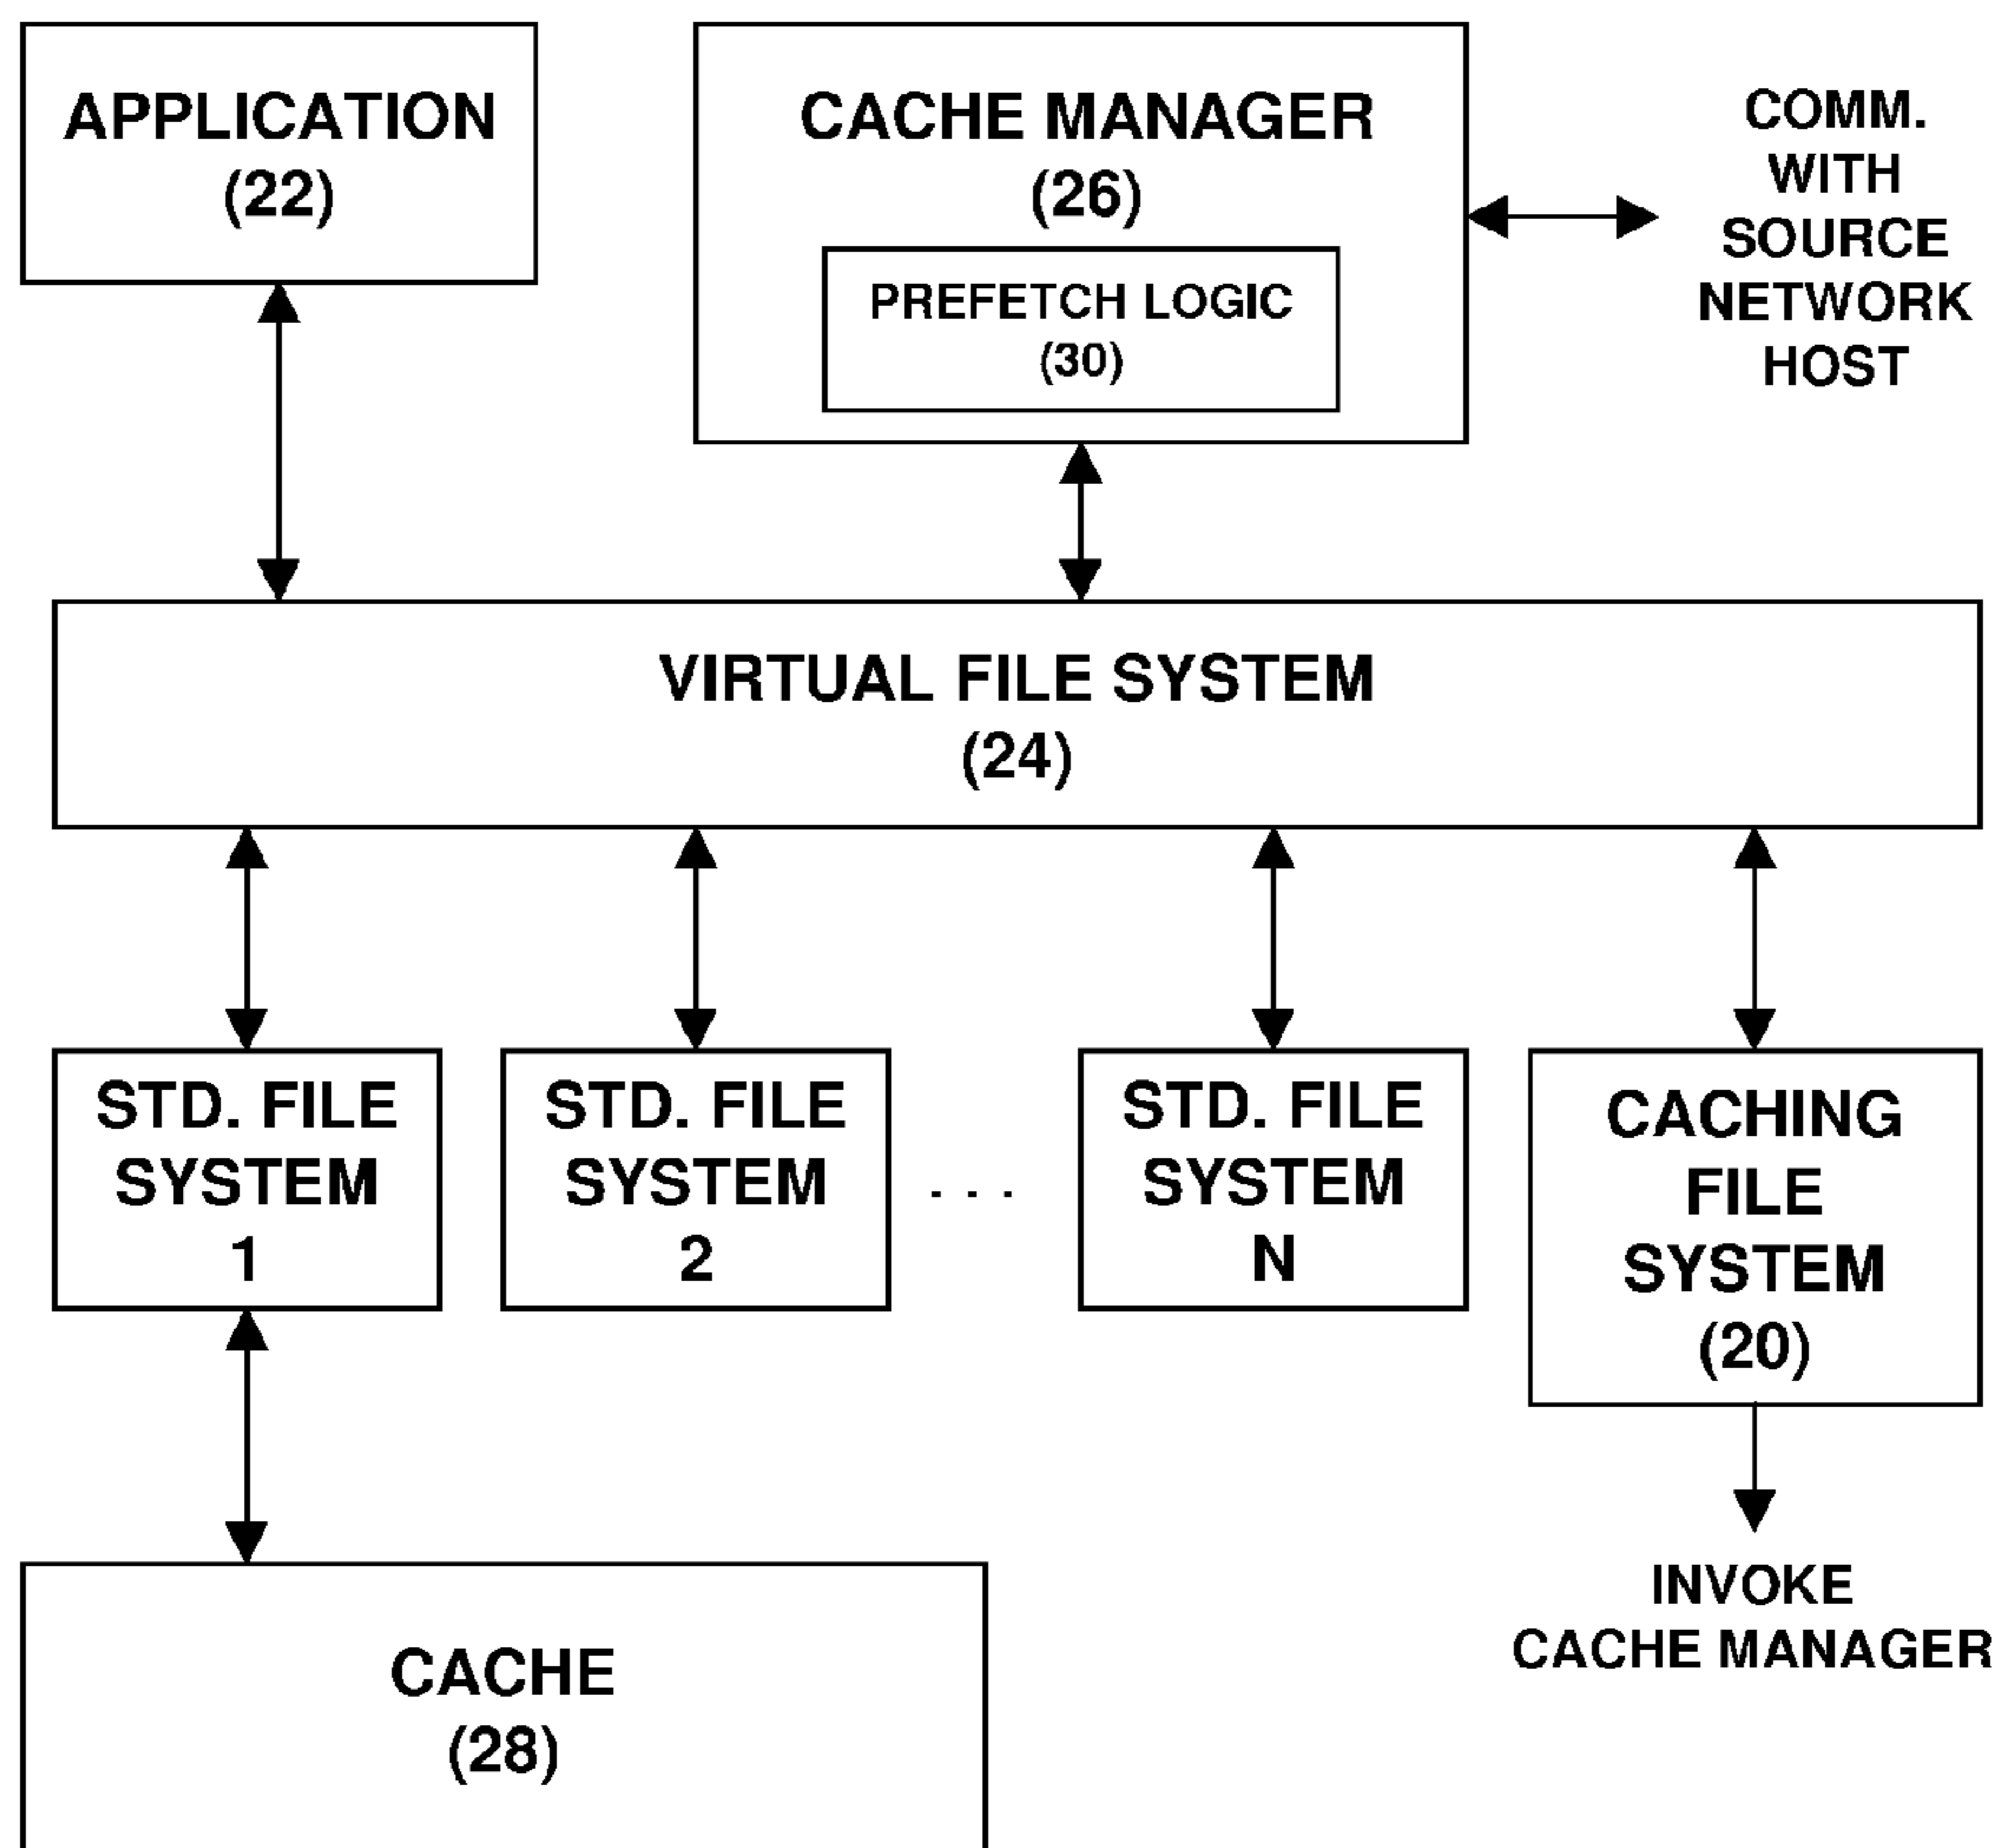 APPLICATION
(22)
CACHE MANAGER
(26)
PREFETCH LOGIC
(30)
COMM.
WITH
SOURCE
NETWORK
HOST
VIRTUAL FILE SYSTEM
(24)
STD. FILE
SYSTEM
1
STD. FILE
SYSTEM
2
. . .
STD. FILE
SYSTEM
N
CACHING
FILE
SYSTEM
(20)
INVOKE
CACHE MANAGER
CACHE
(28)